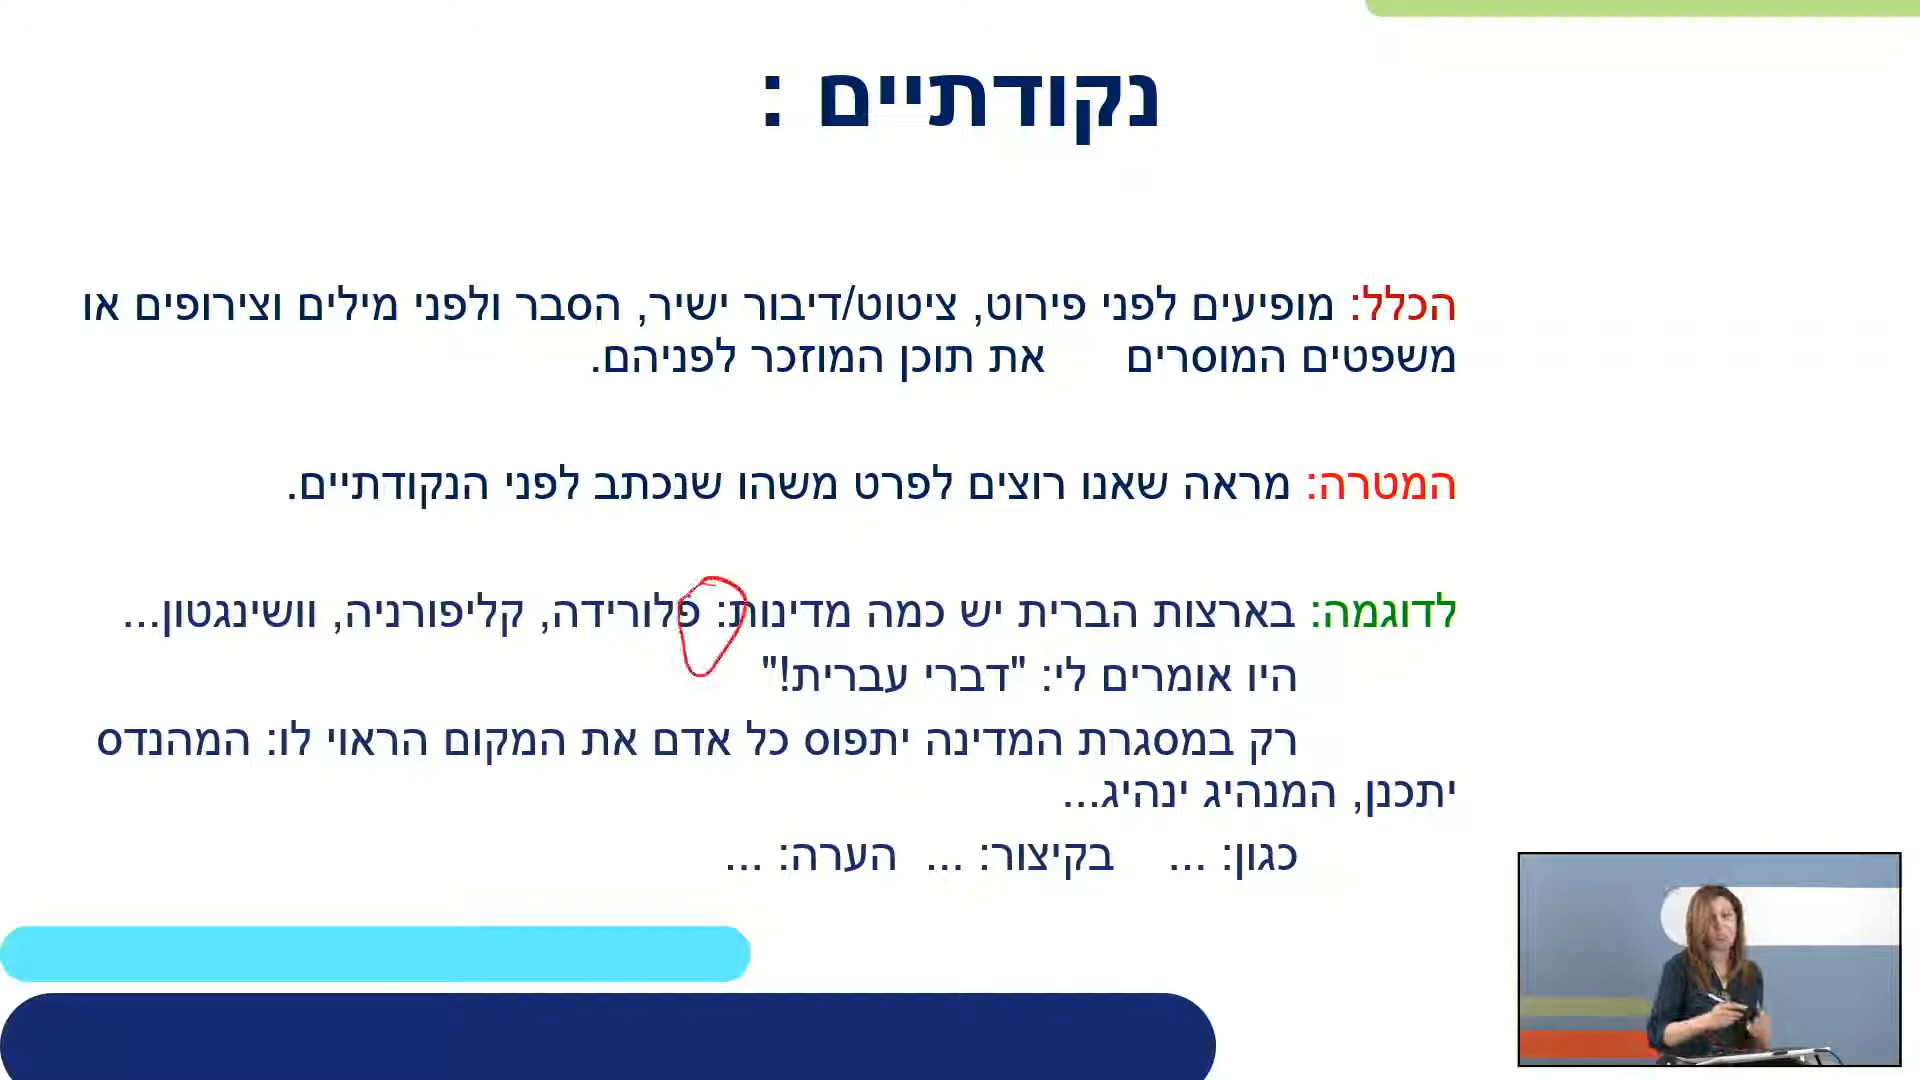 נקודתיים :
הכלל: מופיעים לפני פירוט, ציטוט/דיבור ישיר, הסבר ולפני מילים וצירופים או
משפטים המוסרים את תוכן המוזכר לפניהם.
המטרה: מראה שאנו רוצים לפרט משהו שנכתב לפני הנקודתיים.
לדוגמה: בארצות הברית יש כמה מדינות: פלורידה, קליפורניה, וושינגטון...
היו אומרים לי: "דברי עברית!"
רק במסגרת המדינה יתפוס כל אדם את המקום הראוי לו: המהנדס
יתכנן, המנהיג ינהיג...
כגון: ... בקיצור: ... הערה: ...